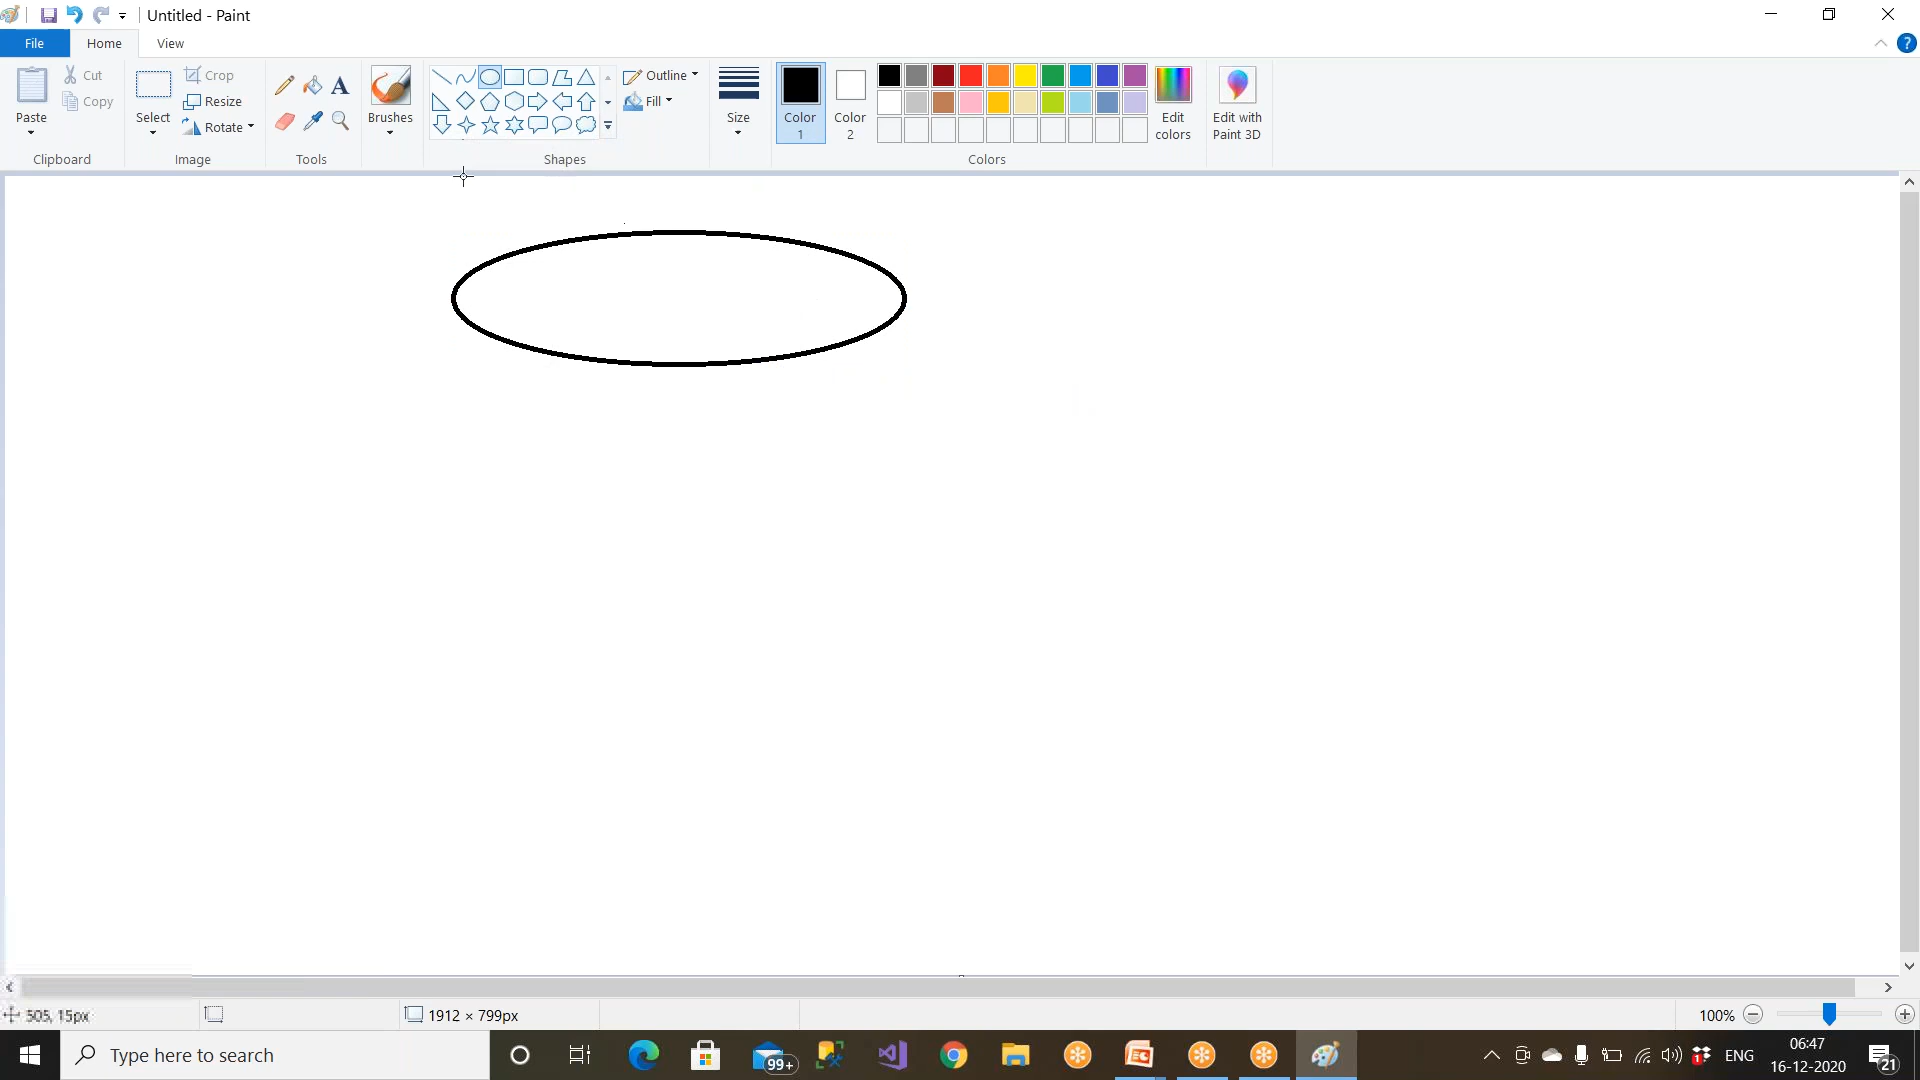 Untitled - Paint
File Home View
Cut
Copy
Paste
Clipboard
Crop
Resize
Rotate
Select
Image
Tools
Brushes
Outline
Fill
Shapes
Size
Color
1
Color
2
Edit
colors
Colors
Edit with
Paint 3D
505, 15px
1912 × 799px
100%
Type here to search
99+
1
ENG
06:47
16-12-2020
21